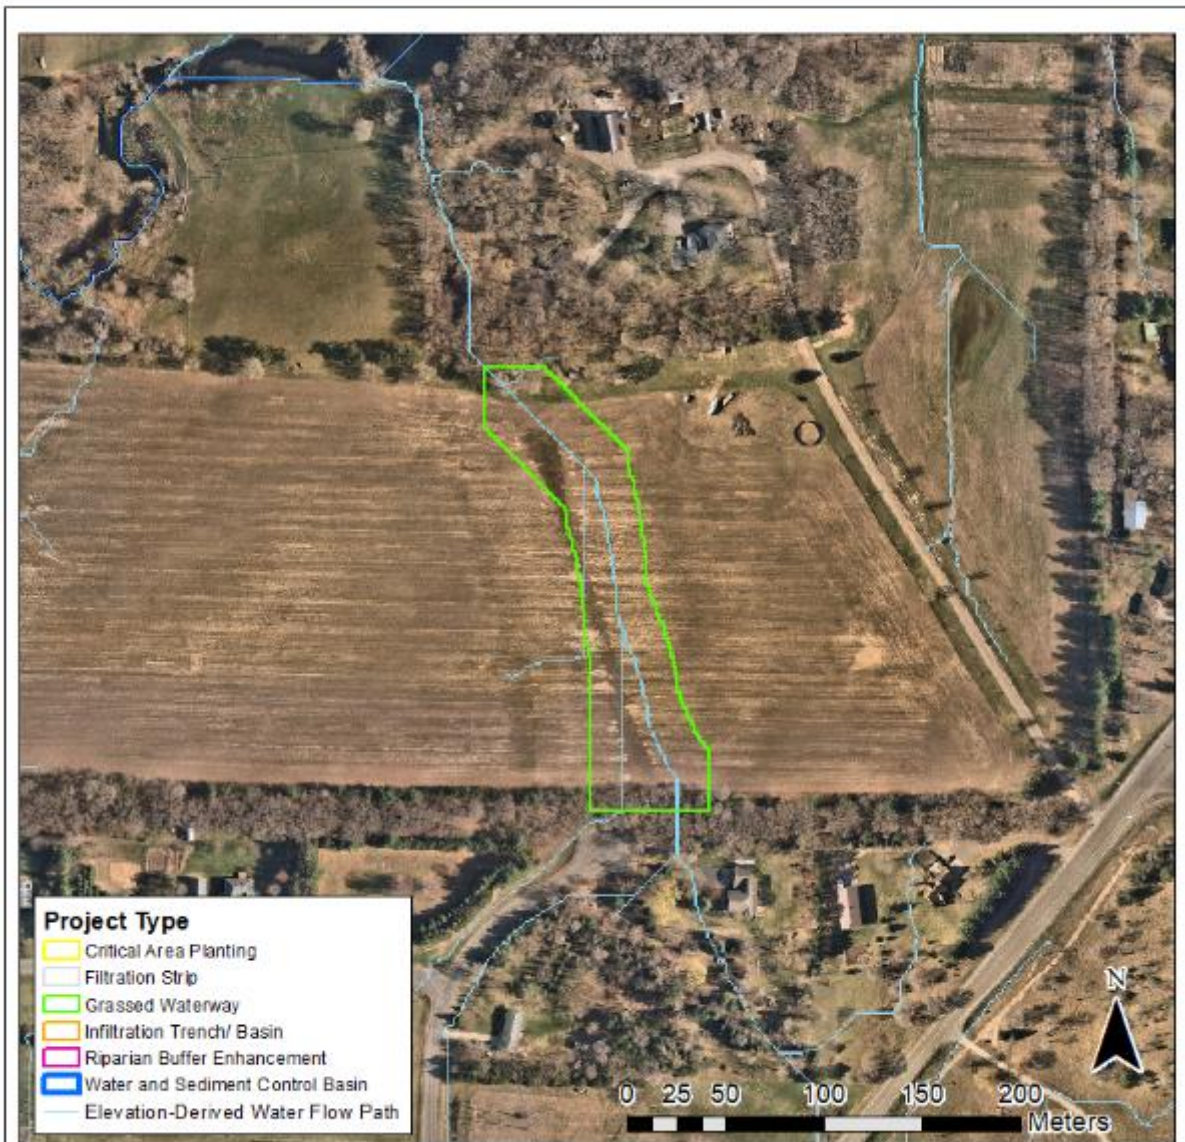 Project Type
Critical Area Planting
Filtration Strip
Grassed Waterway
Infiltration Trench/ Basin
Riparian Buffer Enhancement
Water and Sediment Control Basin
Elevation-Derived Water Flow Path
N
0 25 50 100 150 200
Meters